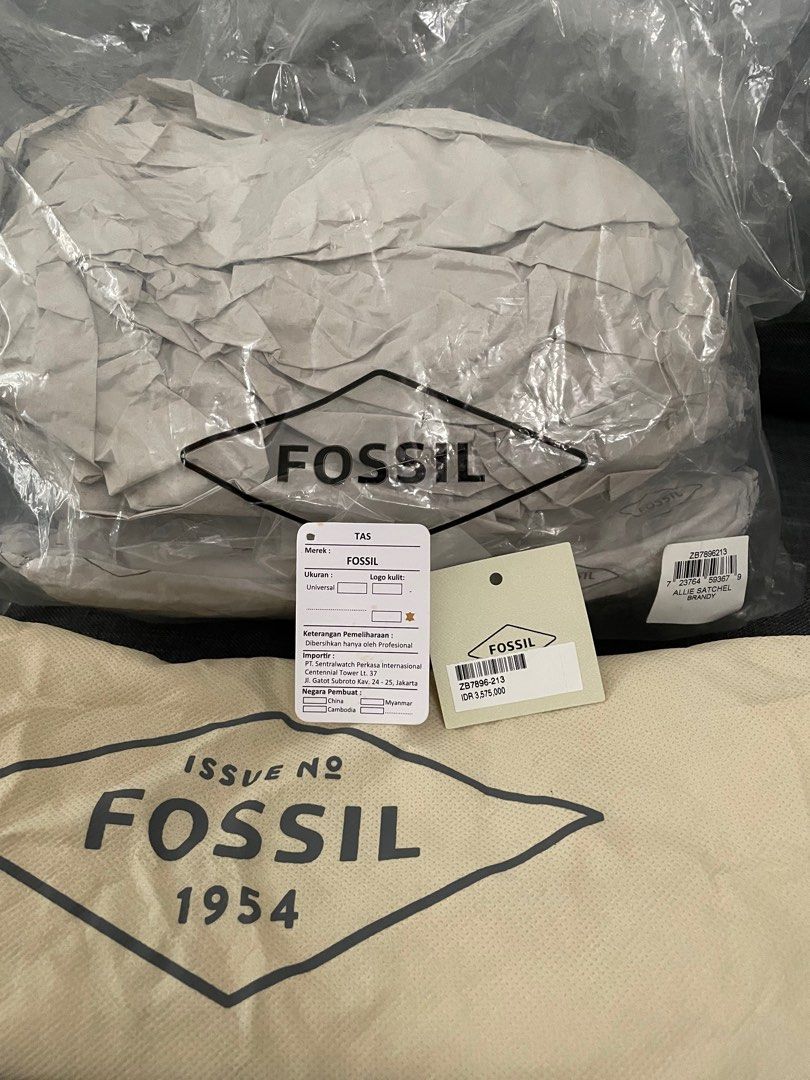 FOSSIL
ZB7896213
7 23764 59367 9
ALLIE SATCHEL
BRANDY
TAS
Merek :
FOSSIL
Ukuran :
Logo kulit:
Universal
Keterangan Pemeliharaan :
Dibersihkan hanya oleh Profesional
Importir :
PT. Sentralwatch Perkasa Internasional
Centennial Tower Lt. 37
Jl. Gatot Subroto Kav. 24 - 25, Jakarta
Negara Pembuat :
China
Myanmar
Cambodia
FOSSIL
ZB7896-213
IDR 3,575,000
ISSUE Nº
FOSSIL
1954